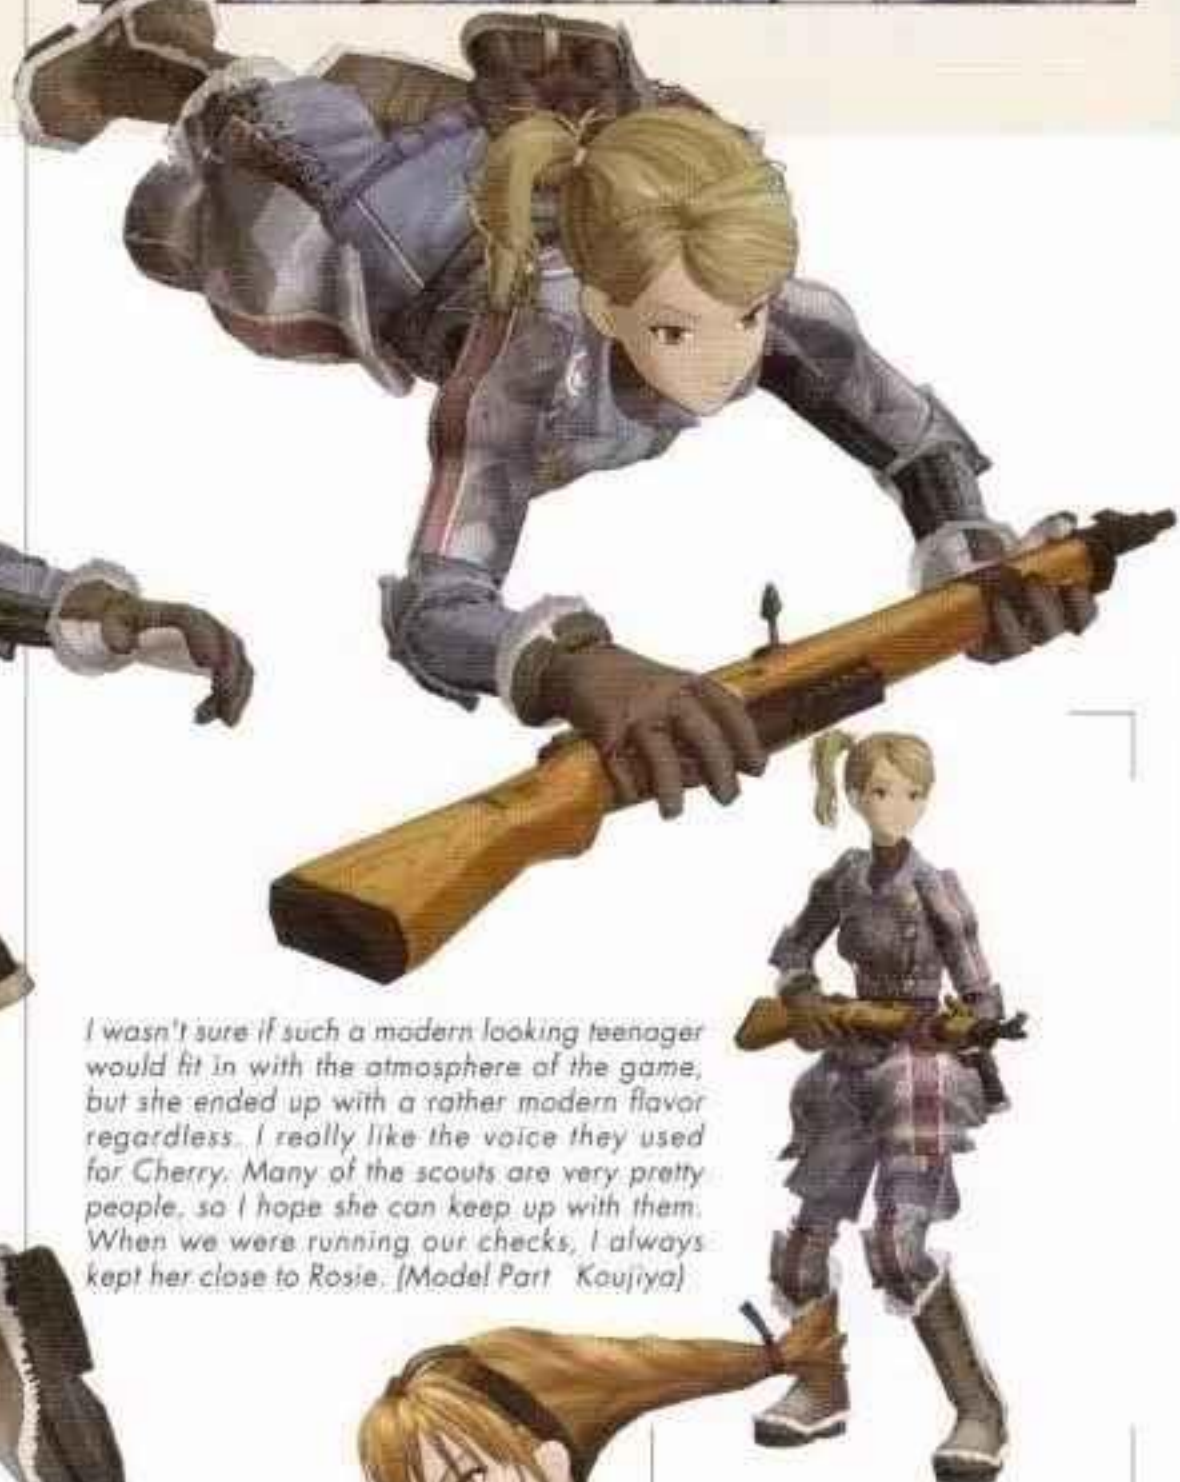 I wasn't sure if such a modern looking teenager
would fit in with the atmosphere of the game,
but she ended up with a rather modern flavor
regardless. I really like the voice they used
for Cherry. Many of the scouts are very pretty
people, so I hope she can keep up with them.
When we were running our checks, I always
kept her close to Rosie. (Model Part Koujiya)